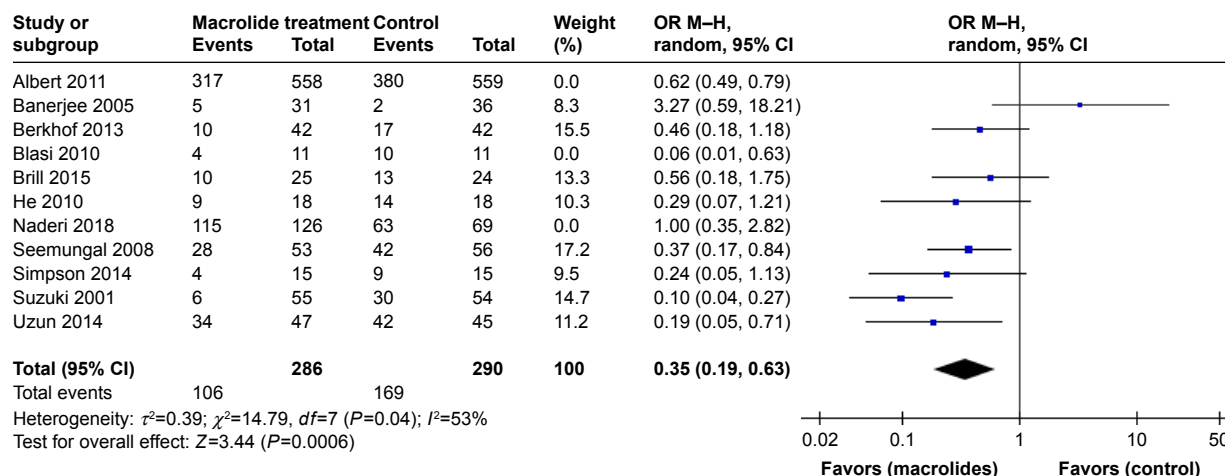 Study or Macrolide treatment Control Weight OR M–H, OR M–H,
subgroup Events Total Events Total (%) random, 95% CI random, 95% CI
Albert 2011 317 558 380 559 0.0 0.62 (0.49, 0.79)
Banerjee 2005 5 31 2 36 8.3 3.27 (0.59, 18.21)
Berkhof 2013 10 42 17 42 15.5 0.46 (0.18, 1.18)
Blasi 2010 4 11 10 11 0.0 0.06 (0.01, 0.63)
Brill 2015 10 25 13 24 13.3 0.56 (0.18, 1.75)
He 2010 9 18 14 18 10.3 0.29 (0.07, 1.21)
Naderi 2018 115 126 63 69 0.0 1.00 (0.35, 2.82)
Seemungal 2008 28 53 42 56 17.2 0.37 (0.17, 0.84)
Simpson 2014 4 15 9 15 9.5 0.24 (0.05, 1.13)
Suzuki 2001 6 55 30 54 14.7 0.10 (0.04, 0.27)
Uzun 2014 34 47 42 45 11.2 0.19 (0.05, 0.71)
Total (95% CI) 286 290 100 0.35 (0.19, 0.63)
Total events 106 169
Heterogeneity: τ²=0.39; χ²=14.79, df=7 (P=0.04); I²=53%
Test for overall effect: Z=3.44 (P=0.0006)
0.02 0.1 1 10 50
Favors (macrolides) Favors (control)